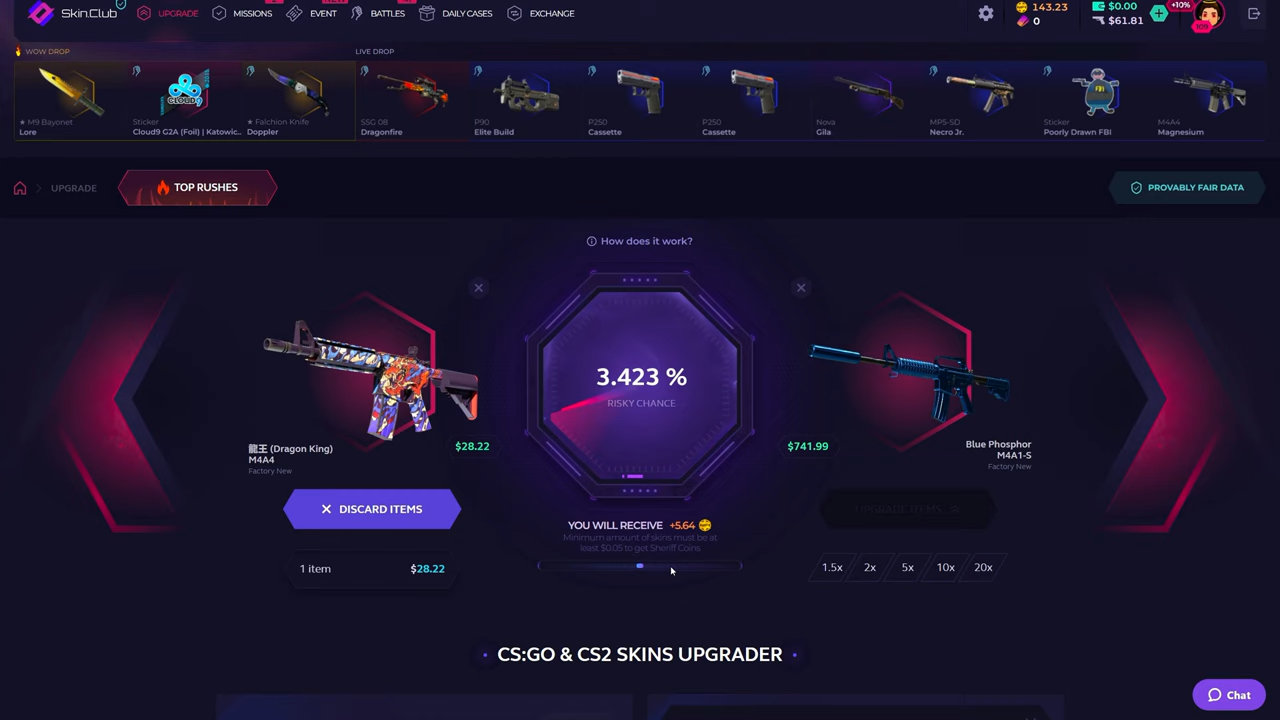 Skin.Club
UPGRADE
MISSIONS
EVENT
BATTLES
DAILY CASES
EXCHANGE
143.23
0
$0.00
$61.81
+10%
WOW DROP
LIVE DROP
★ M9 Bayonet
Lore
Sticker
Cloud9 G2A (Foil) | Katowic..
★ Falchion Knife
Doppler
SSG 08
Dragonfire
P90
Elite Build
P250
Cassette
P250
Cassette
Nova
Gila
MP5-SD
Necro Jr.
Sticker
Poorly Drawn FBI
M4A4
Magnesium
UPGRADE
TOP RUSHES
PROVABLY FAIR DATA
How does it work?
3.423 %
RISKY CHANCE
龍王 (Dragon King)
M4A4
Factory New
$28.22
$741.99
Blue Phosphor
M4A1-S
Factory New
DISCARD ITEMS
UPGRADE ITEMS
YOU WILL RECEIVE +5.64
Minimum amount of skins must be at
least $0.05 to get Sheriff Coins
1 item
$28.22
1.5x
2x
5x
10x
20x
CS:GO & CS2 SKINS UPGRADER
Chat